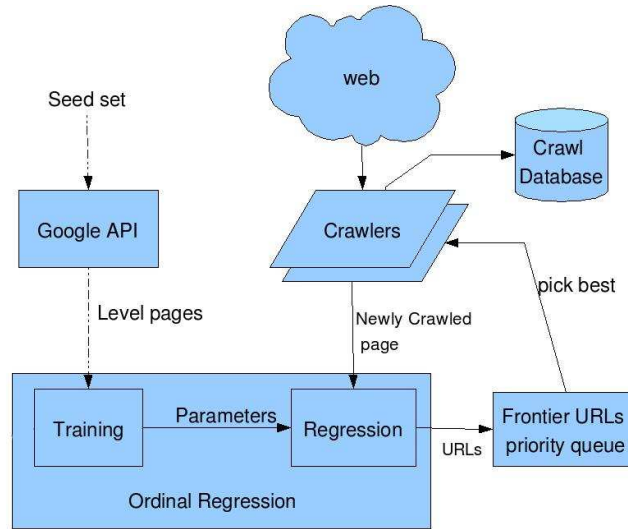 web
Seed set
Crawl
Database
Google API
Crawlers
pick best
Level pages
Newly Crawled
page
Training
Parameters
Regression
URLs
Frontier URLs
priority queue
Ordinal Regression